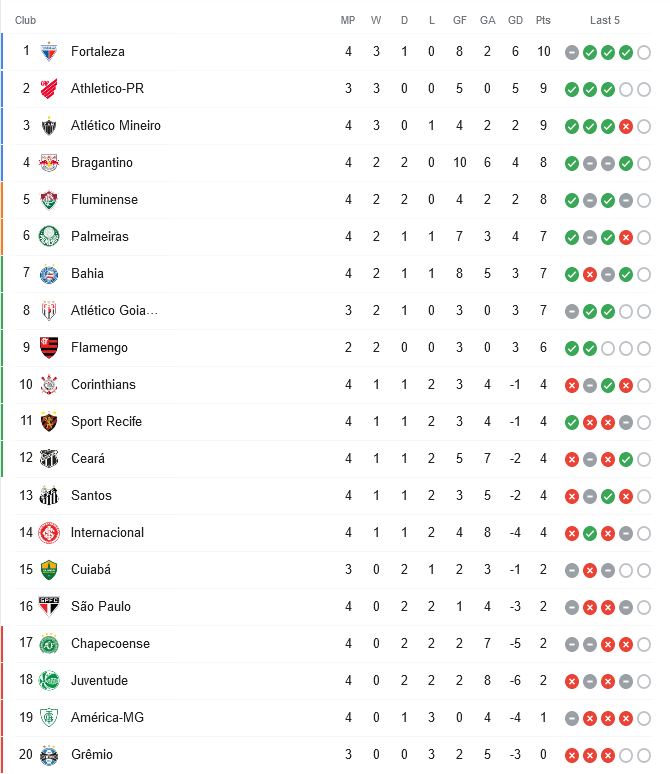 Club MP W D L GF GA GD Pts Last 5
1 Fortaleza 4 3 1 0 8 2 6 10
2 Athletico-PR 3 3 0 0 5 0 5 9
3 Atlético Mineiro 4 3 0 1 4 2 2 9
4 Bragantino 4 2 2 0 10 6 4 8
5 Fluminense 4 2 2 0 4 2 2 8
6 Palmeiras 4 2 1 1 7 3 4 7
7 Bahia 4 2 1 1 8 5 3 7
8 Atlético Goia... 3 2 1 0 3 0 3 7
9 Flamengo 2 2 0 0 3 0 3 6
10 Corinthians 4 1 1 2 3 4 -1 4
11 Sport Recife 4 1 1 2 3 4 -1 4
12 Ceará 4 1 1 2 5 7 -2 4
13 Santos 4 1 1 2 3 5 -2 4
14 Internacional 4 1 1 2 4 8 -4 4
15 Cuiabá 3 0 2 1 2 3 -1 2
16 São Paulo 4 0 2 2 1 4 -3 2
17 Chapecoense 4 0 2 2 2 7 -5 2
18 Juventude 4 0 2 2 2 8 -6 2
19 América-MG 4 0 1 3 0 4 -4 1
20 Grêmio 3 0 0 3 2 5 -3 0